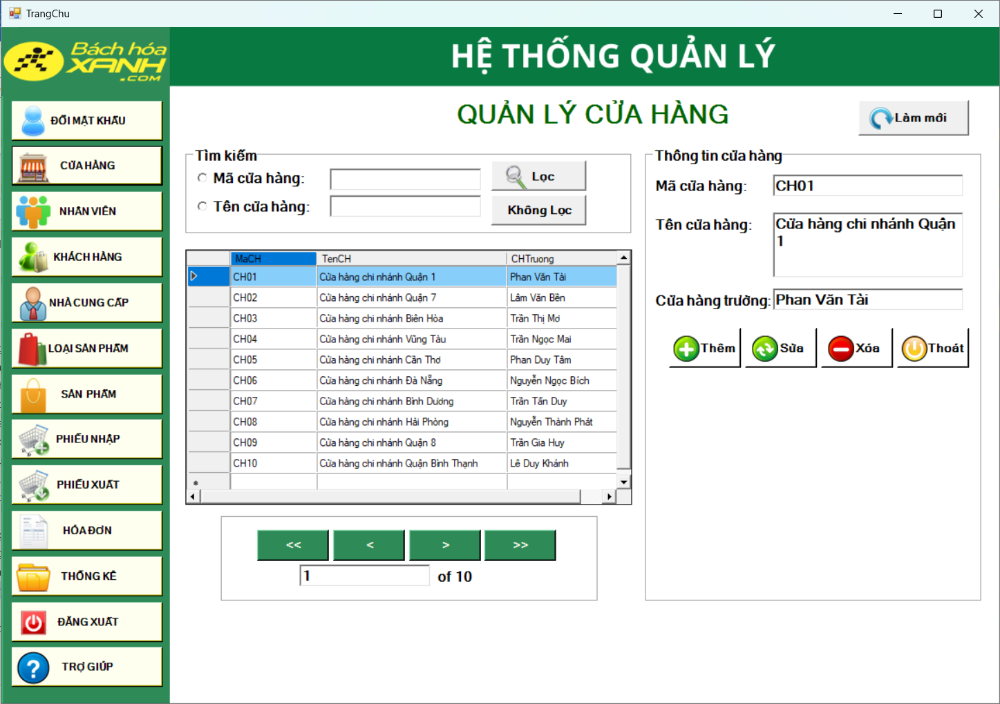 TrangChu
Bách hóa
XANH
.COM
HỆ THỐNG QUẢN LÝ
ĐỔI MẬT KHẨU
CỬA HÀNG
NHÂN VIÊN
KHÁCH HÀNG
NHÀ CUNG CẤP
LOẠI SẢN PHẨM
SẢN PHẨM
PHIẾU NHẬP
PHIẾU XUẤT
HÓA ĐƠN
THỐNG KÊ
ĐĂNG XUẤT
TRỢ GIÚP
QUẢN LÝ CỬA HÀNG
Làm mới
Tìm kiếm
Mã cửa hàng:
Lọc
Tên cửa hàng:
Không Lọc
MaCH TenCH CHTruong
CH01 Cửa hàng chi nhánh Quận 1 Phan Văn Tài
CH02 Cửa hàng chi nhánh Quận 7 Lâm Văn Bền
CH03 Cửa hàng chi nhánh Biên Hòa Trần Thị Mơ
CH04 Cửa hàng chi nhánh Vũng Tàu Trần Ngọc Mai
CH05 Cửa hàng chi nhánh Cần Thơ Phan Duy Tâm
CH06 Cửa hàng chi nhánh Đà Nẵng Nguyễn Ngọc Bích
CH07 Cửa hàng chi nhánh Bình Dương Trần Tấn Duy
CH08 Cửa hàng chi nhánh Hải Phòng Nguyễn Thành Phát
CH09 Cửa hàng chi nhánh Quận 8 Trần Gia Huy
CH10 Cửa hàng chi nhánh Quận Bình Thạnh Lê Duy Khánh
*
<< < > >>
1 of 10
Thông tin cửa hàng
Mã cửa hàng: CH01
Tên cửa hàng: Cửa hàng chi nhánh Quận
1
Cửa hàng trưởng: Phan Văn Tài
Thêm Sửa Xóa Thoát